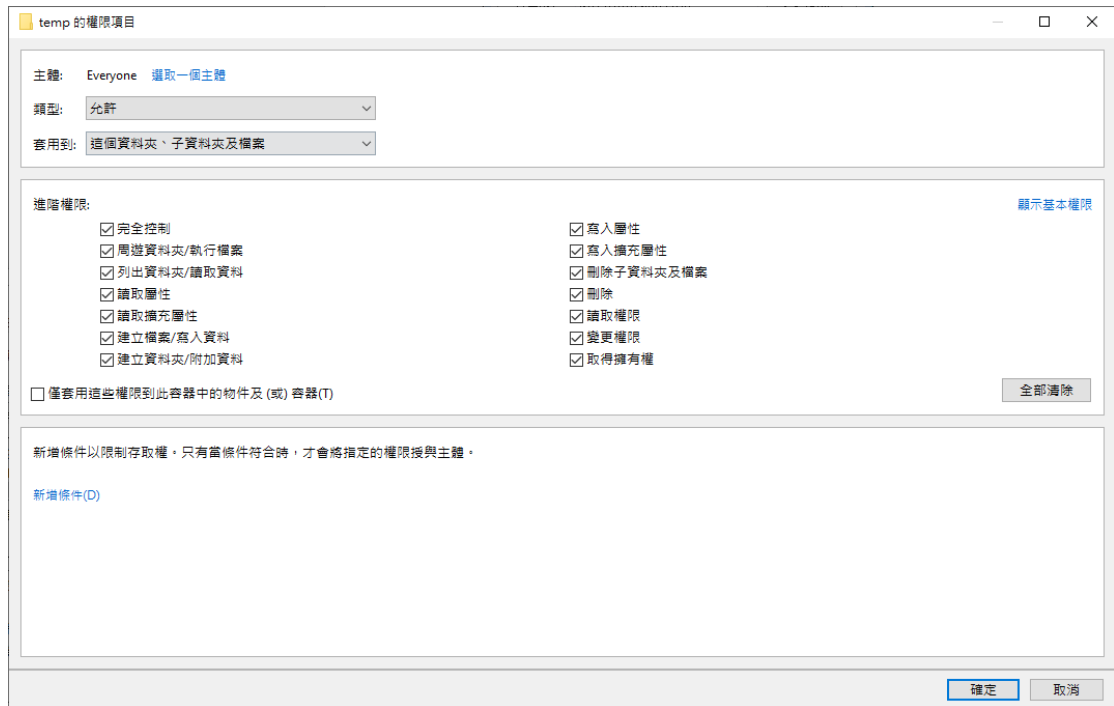 temp 的權限項目
主體: Everyone 選取一個主體
類型: 允許
套用到: 這個資料夾、子資料夾及檔案
進階權限: 顯示基本權限
完全控制 寫入屬性
周遊資料夾/執行檔案 寫入擴充屬性
列出資料夾/讀取資料 刪除子資料夾及檔案
讀取屬性 刪除
讀取擴充屬性 讀取權限
建立檔案/寫入資料 變更權限
建立資料夾/附加資料 取得擁有權
僅套用這些權限到此容器中的物件及 (或) 容器(T) 全部清除
新增條件以限制存取權。只有當條件符合時，才會將指定的權限授與主體。
新增條件(D)
確定 取消